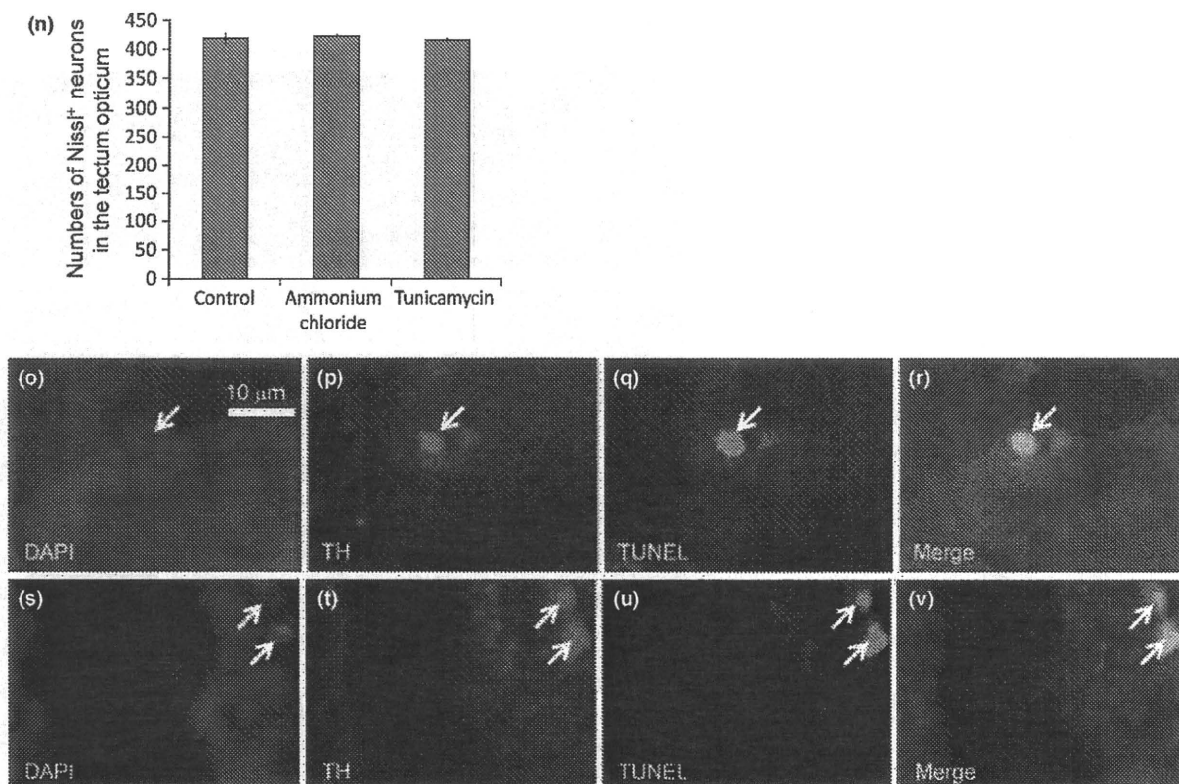 (n)
Numbers of Nissl⁺ neurons
in the tectum opticum
450
400
350
300
250
200
150
100
50
0
Control
Ammonium
chloride
Tunicamycin
(o)
10 µm
DAPI
(p)
TH
(q)
TUNEL
(r)
Merge
(s)
DAPI
(t)
TH
(u)
TUNEL
(v)
Merge